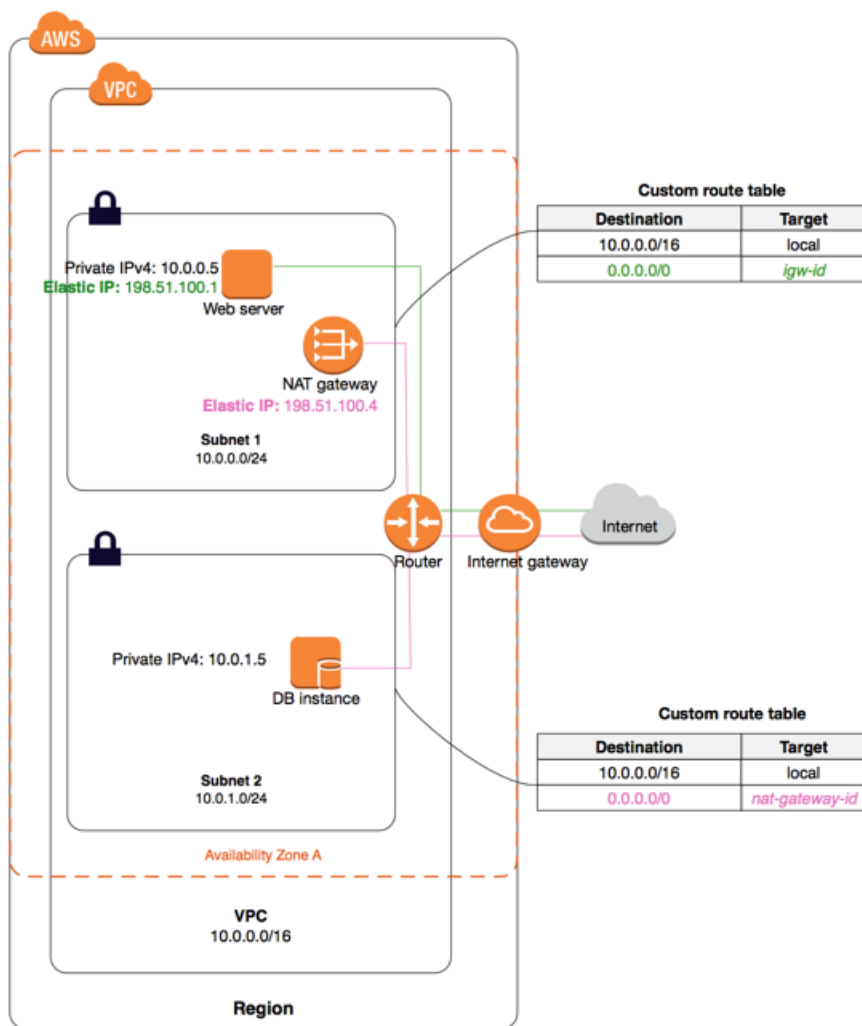 AWS
VPC
Private IPv4: 10.0.0.5
Elastic IP: 198.51.100.1
Web server
NAT gateway
Elastic IP: 198.51.100.4
Subnet 1
10.0.0.0/24
Router
Internet gateway
Internet
Private IPv4: 10.0.1.5
DB instance
Subnet 2
10.0.1.0/24
Availability Zone A
VPC
10.0.0.0/16
Region
Custom route table
Destination Target
10.0.0.0/16 local
0.0.0.0/0 igw-id
Custom route table
Destination Target
10.0.0.0/16 local
0.0.0.0/0 nat-gateway-id